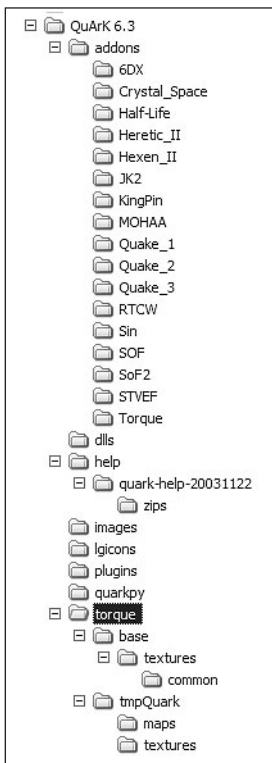 QuArK 6.3
addons
6DX
Crystal_Space
Half-Life
Heretic_II
Hexen_II
JK2
KingPin
MOHAA
Quake_1
Quake_2
Quake_3
RTCW
Sin
SOF
SoF2
STVEF
Torque
dlls
help
quark-help-20031122
zips
images
lgicons
plugins
quarkpy
torque
base
textures
common
tmpQuark
maps
textures